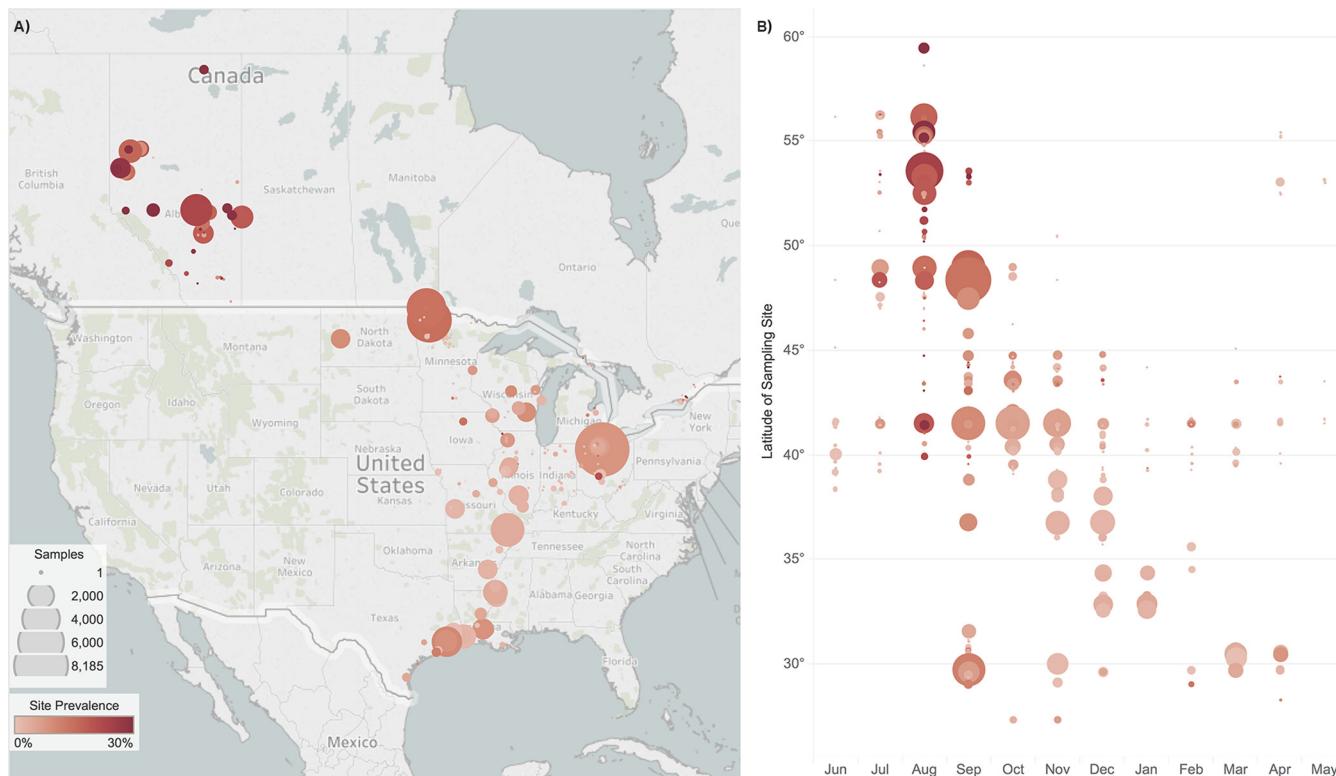 A)
Canada
British
Columbia
Alb
Saskatchewan
Manitoba
Ontario
Que
Washington
Montana
North
Dakota
Minnesota
Oregon
Idaho
South
Dakota
Wisconsin
Michigan
New
York
Wyoming
Iowa
Nebraska
Nevada
Utah
Colorado
United
States
Kansas
Illinois
Indiana
Pennsylvania
California
Missouri
Kentucky
Virginia
Arizona
New
Mexico
Oklahoma
Arkansas
Tennessee
North
Carolina
South
Carolina
Texas
Alabama
Georgia
Florida
Mexico
Samples
1
2,000
4,000
6,000
8,185
Site Prevalence
0%
30%
B)
Latitude of Sampling Site
60°
55°
50°
45°
40°
35°
30°
Jun Jul Aug Sep Oct Nov Dec Jan Feb Mar Apr May